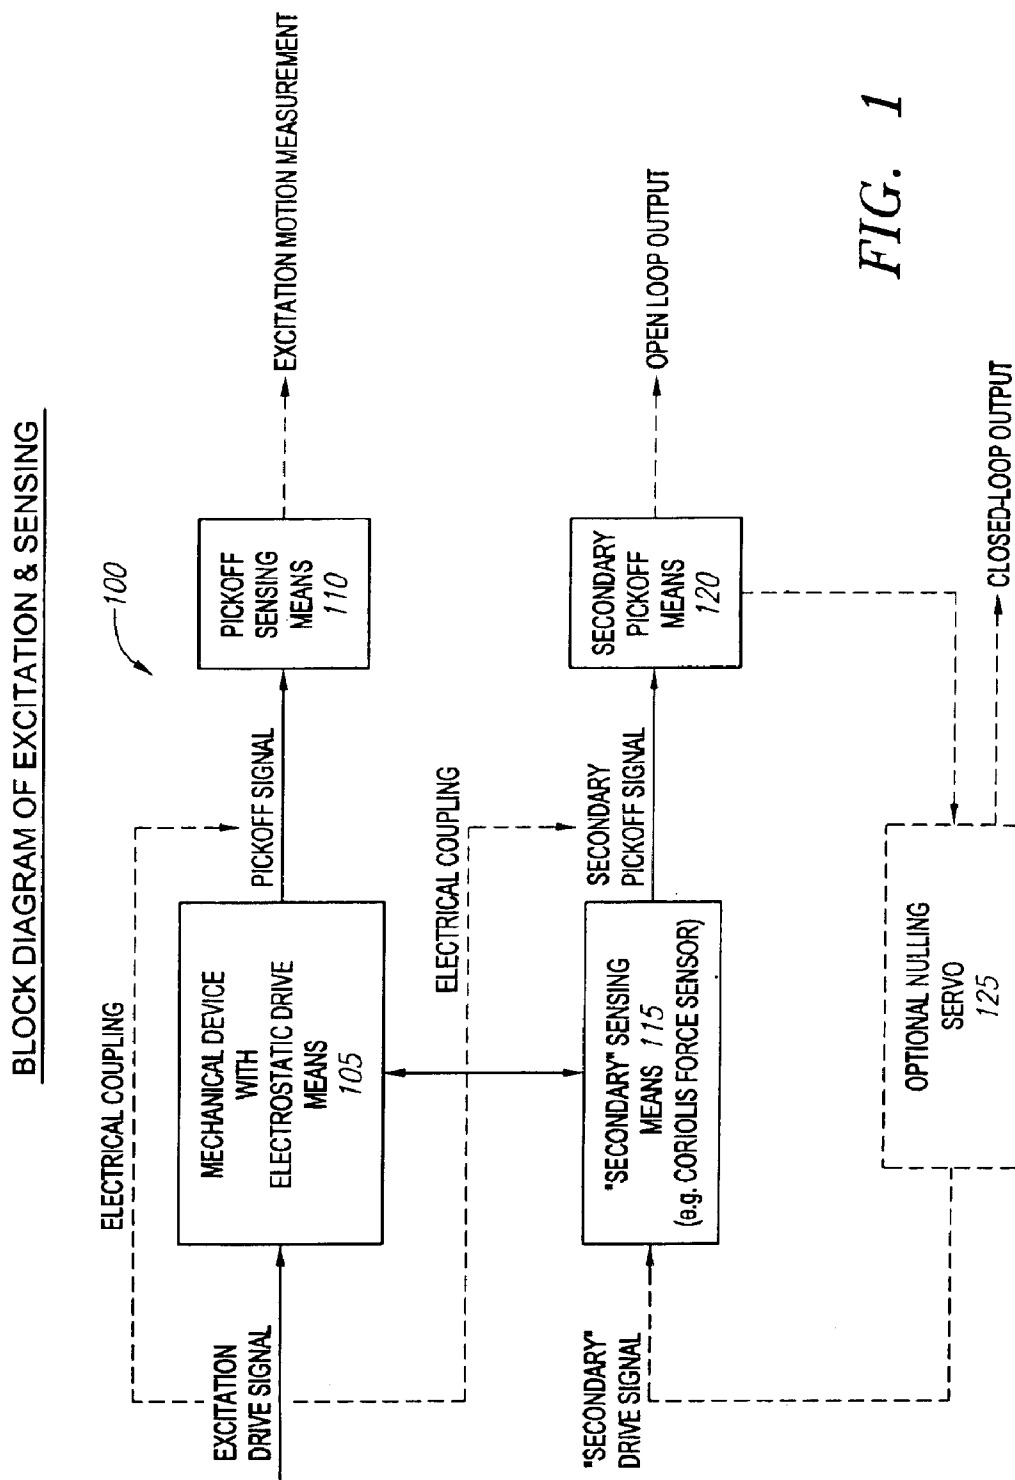 BLOCK DIAGRAM OF EXCITATION & SENSING
100
ELECTRICAL COUPLING
EXCITATION
DRIVE SIGNAL
MECHANICAL DEVICE
WITH
ELECTROSTATIC DRIVE
MEANS
105
PICKOFF SIGNAL
PICKOFF
SENSING
MEANS
110
EXCITATION MOTION MEASUREMENT
ELECTRICAL COUPLING
"SECONDARY"
DRIVE SIGNAL
"SECONDARY" SENSING
MEANS 115
(e.g. CORIOLIS FORCE SENSOR)
SECONDARY
PICKOFF SIGNAL
SECONDARY
PICKOFF
MEANS
120
OPEN LOOP OUTPUT
OPTIONAL NULLING
SERVO
125
CLOSED-LOOP OUTPUT
FIG. 1